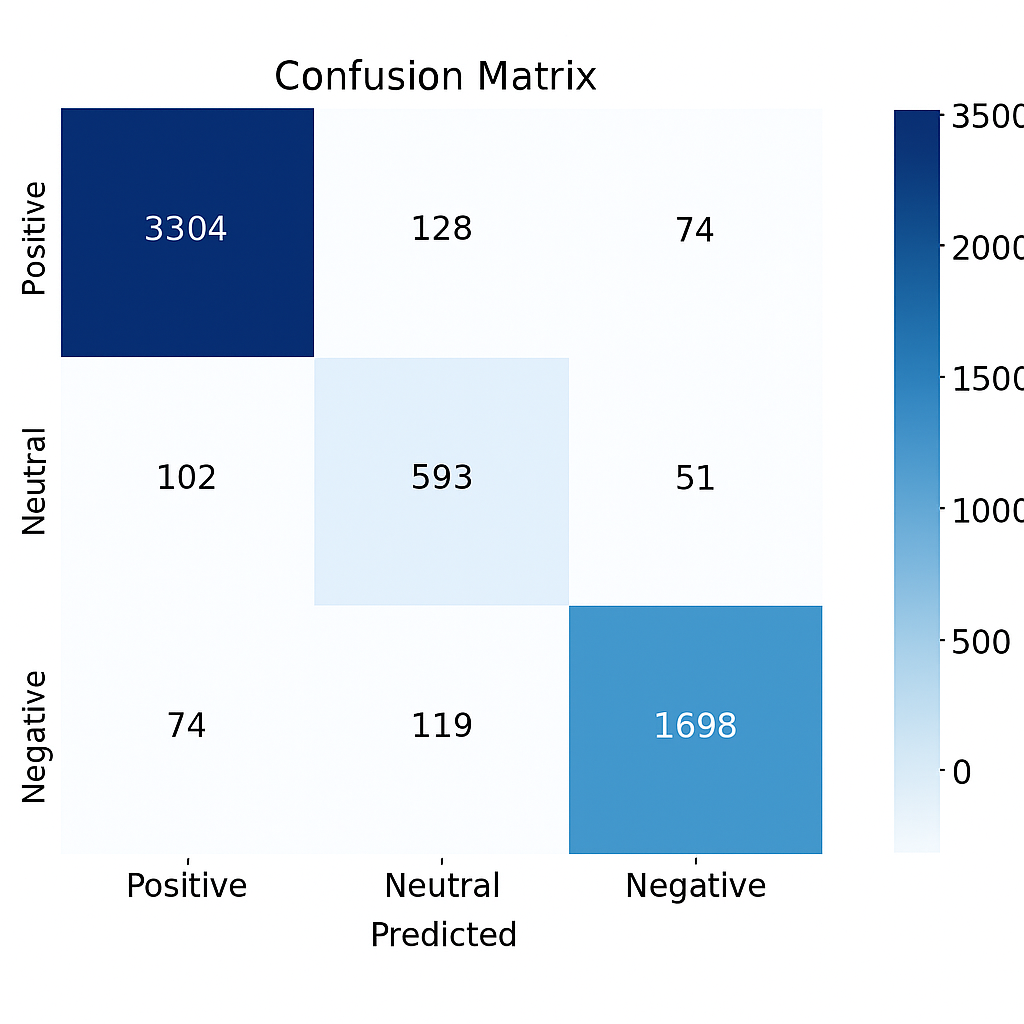 Confusion Matrix
Positive
3304
128
74
Neutral
102
593
51
Negative
74
119
1698
Positive
Neutral
Negative
Predicted
3500
2000
1500
1000
500
0